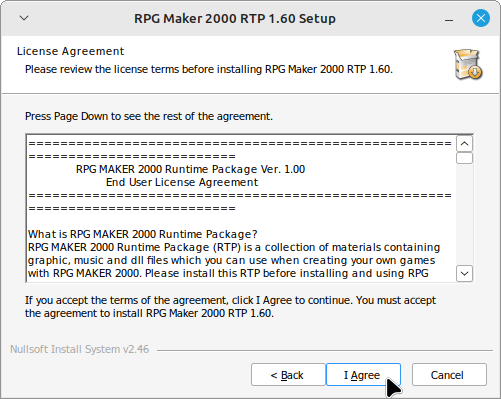 RPG Maker 2000 RTP 1.60 Setup
License Agreement
Please review the license terms before installing RPG Maker 2000 RTP 1.60.
Press Page Down to see the rest of the agreement.
=====================================================
==========================
RPG MAKER 2000 Runtime Package Ver. 1.00
End User License Agreement
=====================================================
==========================
What is RPG MAKER 2000 Runtime Package?
RPG MAKER 2000 Runtime Package (RTP) is a collection of materials containing
graphic, music and dll files which you can use when creating your own games
with RPG MAKER 2000. Please install this RTP before installing and using RPG
If you accept the terms of the agreement, click I Agree to continue. You must accept
the agreement to install RPG Maker 2000 RTP 1.60.
Nullsoft Install System v2.46
< Back
I Agree
Cancel